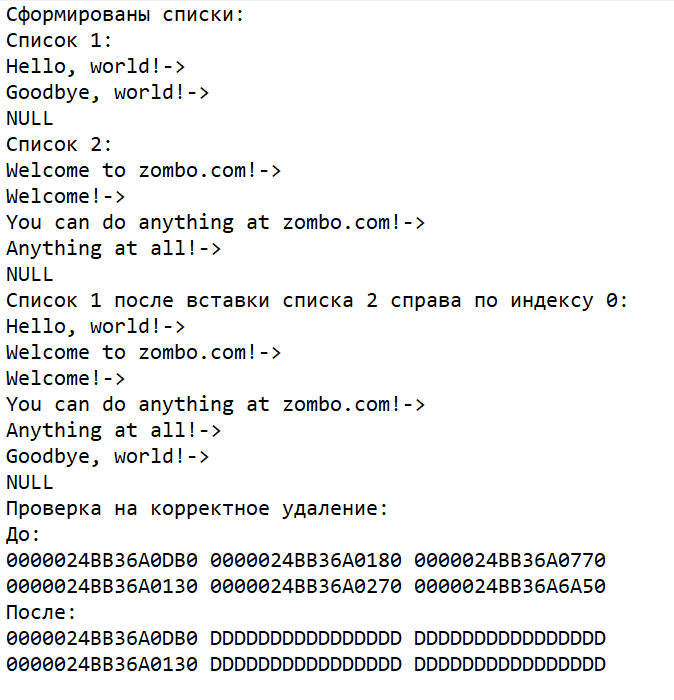 Сформированы списки:
Список 1:
Hello, world!->
Goodbye, world!->
NULL
Список 2:
Welcome to zombo.com!->
Welcome!->
You can do anything at zombo.com!->
Anything at all!->
NULL
Список 1 после вставки списка 2 справа по индексу 0:
Hello, world!->
Welcome to zombo.com!->
Welcome!->
You can do anything at zombo.com!->
Anything at all!->
Goodbye, world!->
NULL
Проверка на корректное удаление:
До:
0000024BB36A0DB0 0000024BB36A0180 0000024BB36A0770
0000024BB36A0130 0000024BB36A0270 0000024BB36A6A50
После:
0000024BB36A0DB0 DDDDDDDDDDDDDDDD DDDDDDDDDDDDDDDD
0000024BB36A0130 DDDDDDDDDDDDDDDD DDDDDDDDDDDDDDDD